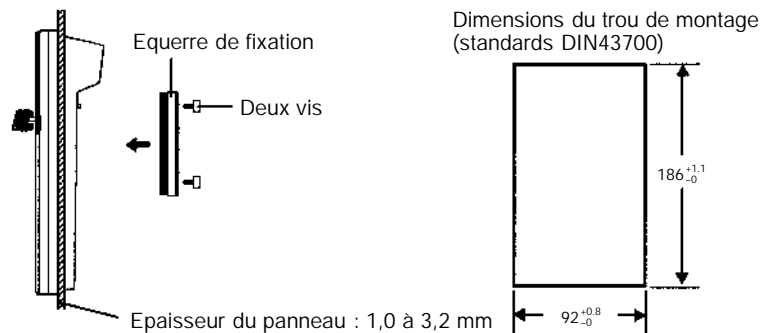 Equerre de fixation
Deux vis
Epaisseur du panneau : 1,0 à 3,2 mm
Dimensions du trou de montage
(standards DIN43700)
186 +1.1 –0
92 +0.8 –0